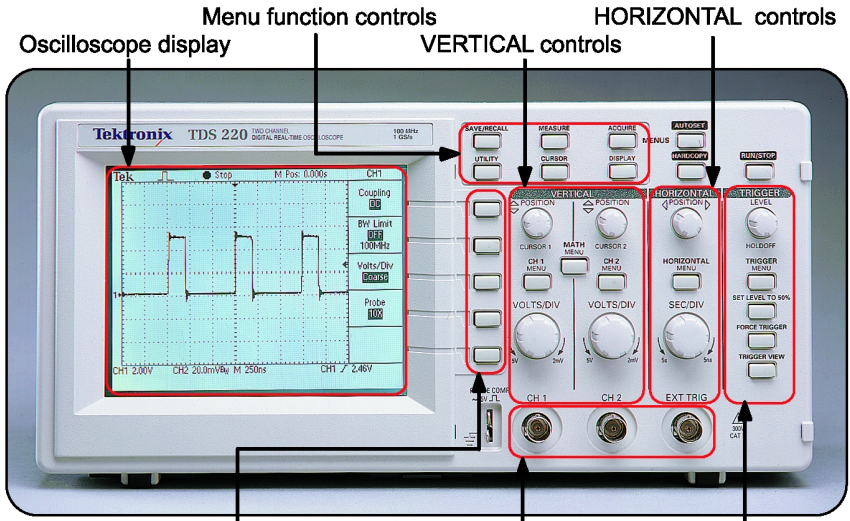 Menu function controls
HORIZONTAL controls
Oscilloscope display
VERTICAL controls
Tektronix TDS 220 TWO CHANNEL
DIGITAL REAL-TIME OSCILLOSCOPE
100 MHz
1 GS/s
SAVE/RECALL MEASURE ACQUIRE
MENUS
AUTOSET
UTILITY CURSOR DISPLAY
HARDCOPY RUN/STOP
Tek Stop M Pos: 0.000s CH1
Coupling
DC
BW Limit
OFF
100MHz
Volts/Div
Coarse
Probe
10X
1
CH1 2.00V CH2 20.0mVBW M 250ns CH1 / 2.46V
VERTICAL HORIZONTAL TRIGGER
POSITION POSITION POSITION LEVEL
CURSOR 1 CURSOR 2 HOLDOFF
MATH
MENU
CH 1
MENU
CH 2
MENU
HORIZONTAL
MENU
TRIGGER
MENU
SET LEVEL TO 50%
FORCE TRIGGER
TRIGGER VIEW
VOLTS/DIV VOLTS/DIV SEC/DIV
5V 2mV 5V 2mV 5s 5ns
PROBE COMP
~5V
CH 1 CH 2 EXT TRIG
300V
CAT